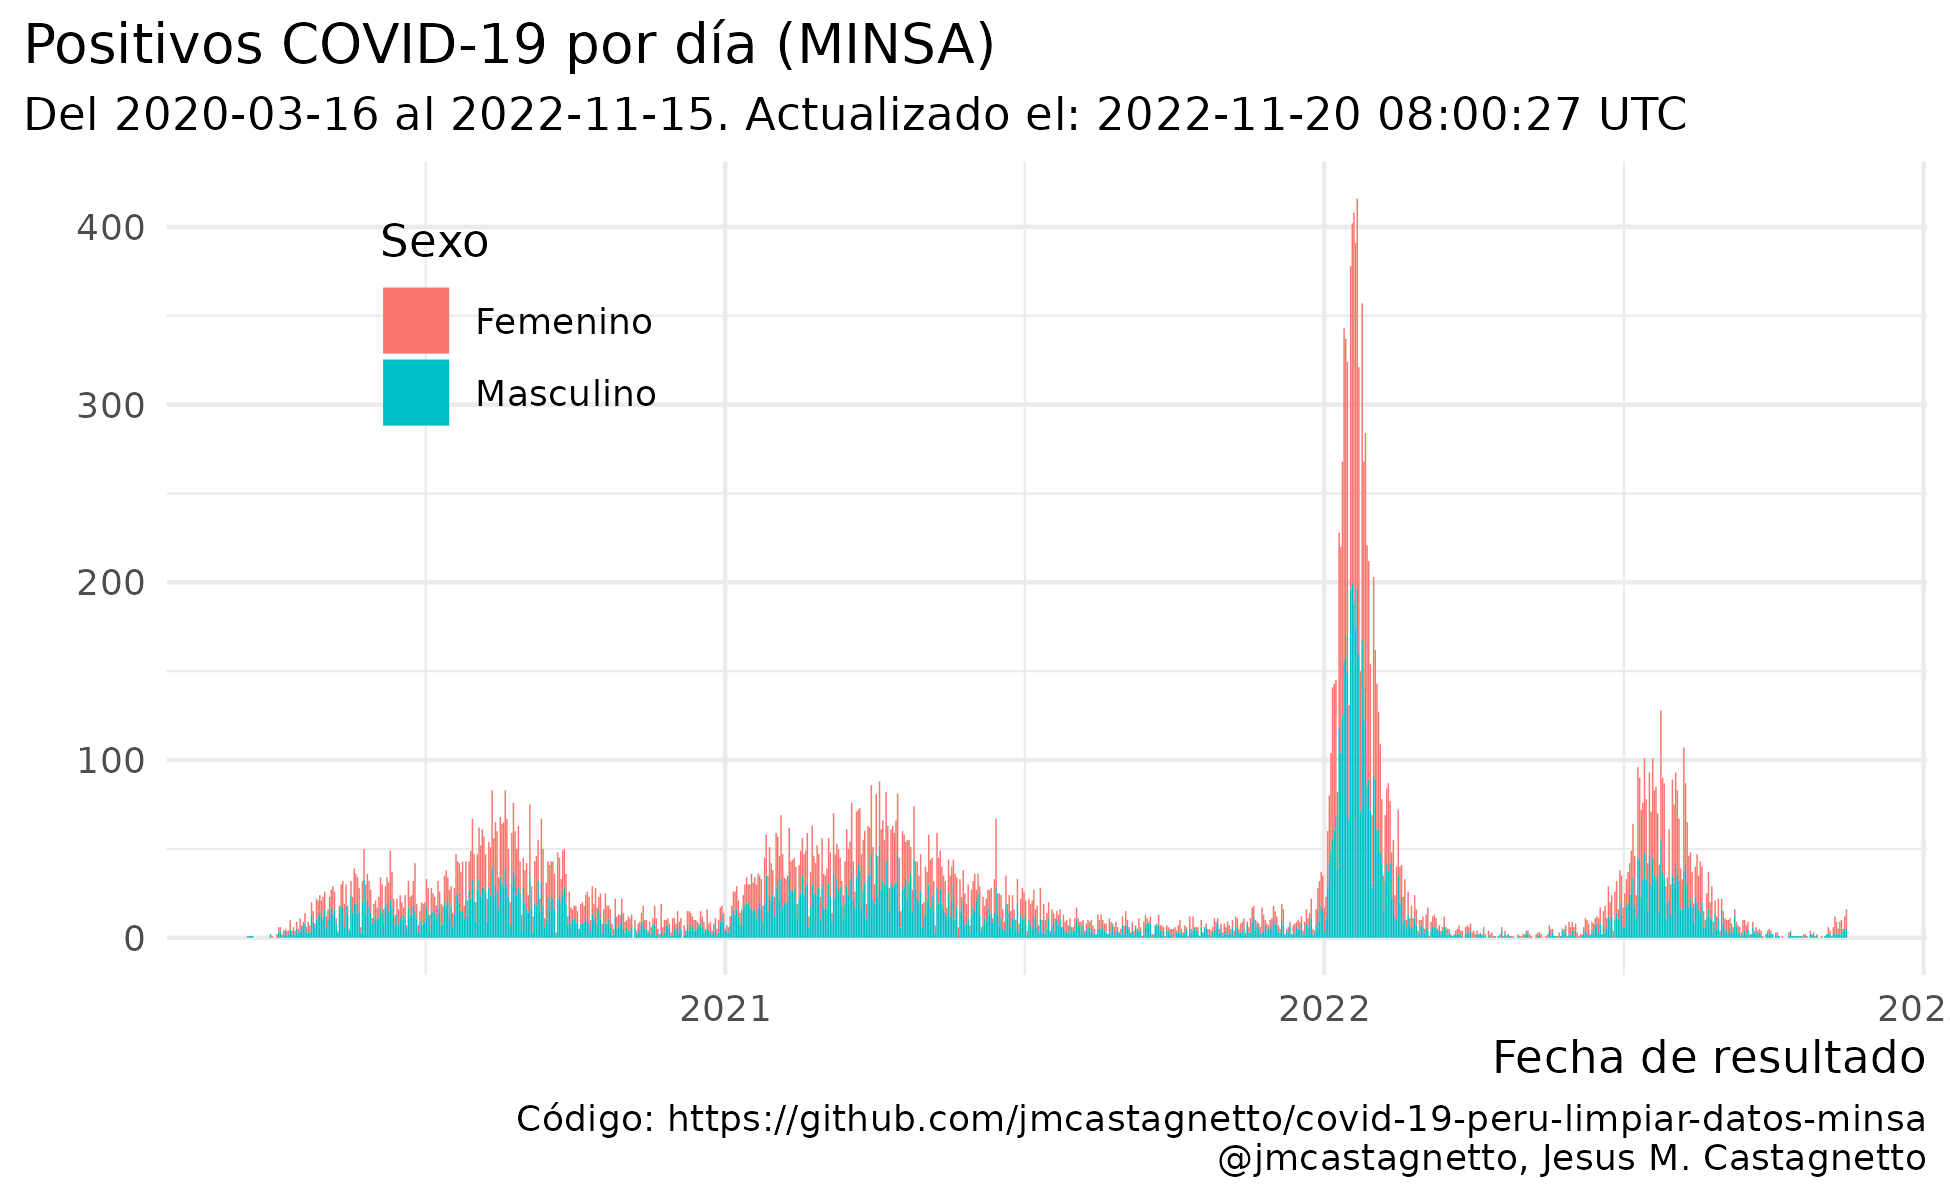 Positivos COVID-19 por día (MINSA)
Del 2020-03-16 al 2022-11-15. Actualizado el: 2022-11-20 08:00:27 UTC
400
300
200
100
0
Sexo
Femenino
Masculino
2021
2022
202
Fecha de resultado
Código: https://github.com/jmcastagnetto/covid-19-peru-limpiar-datos-minsa
@jmcastagnetto, Jesus M. Castagnetto